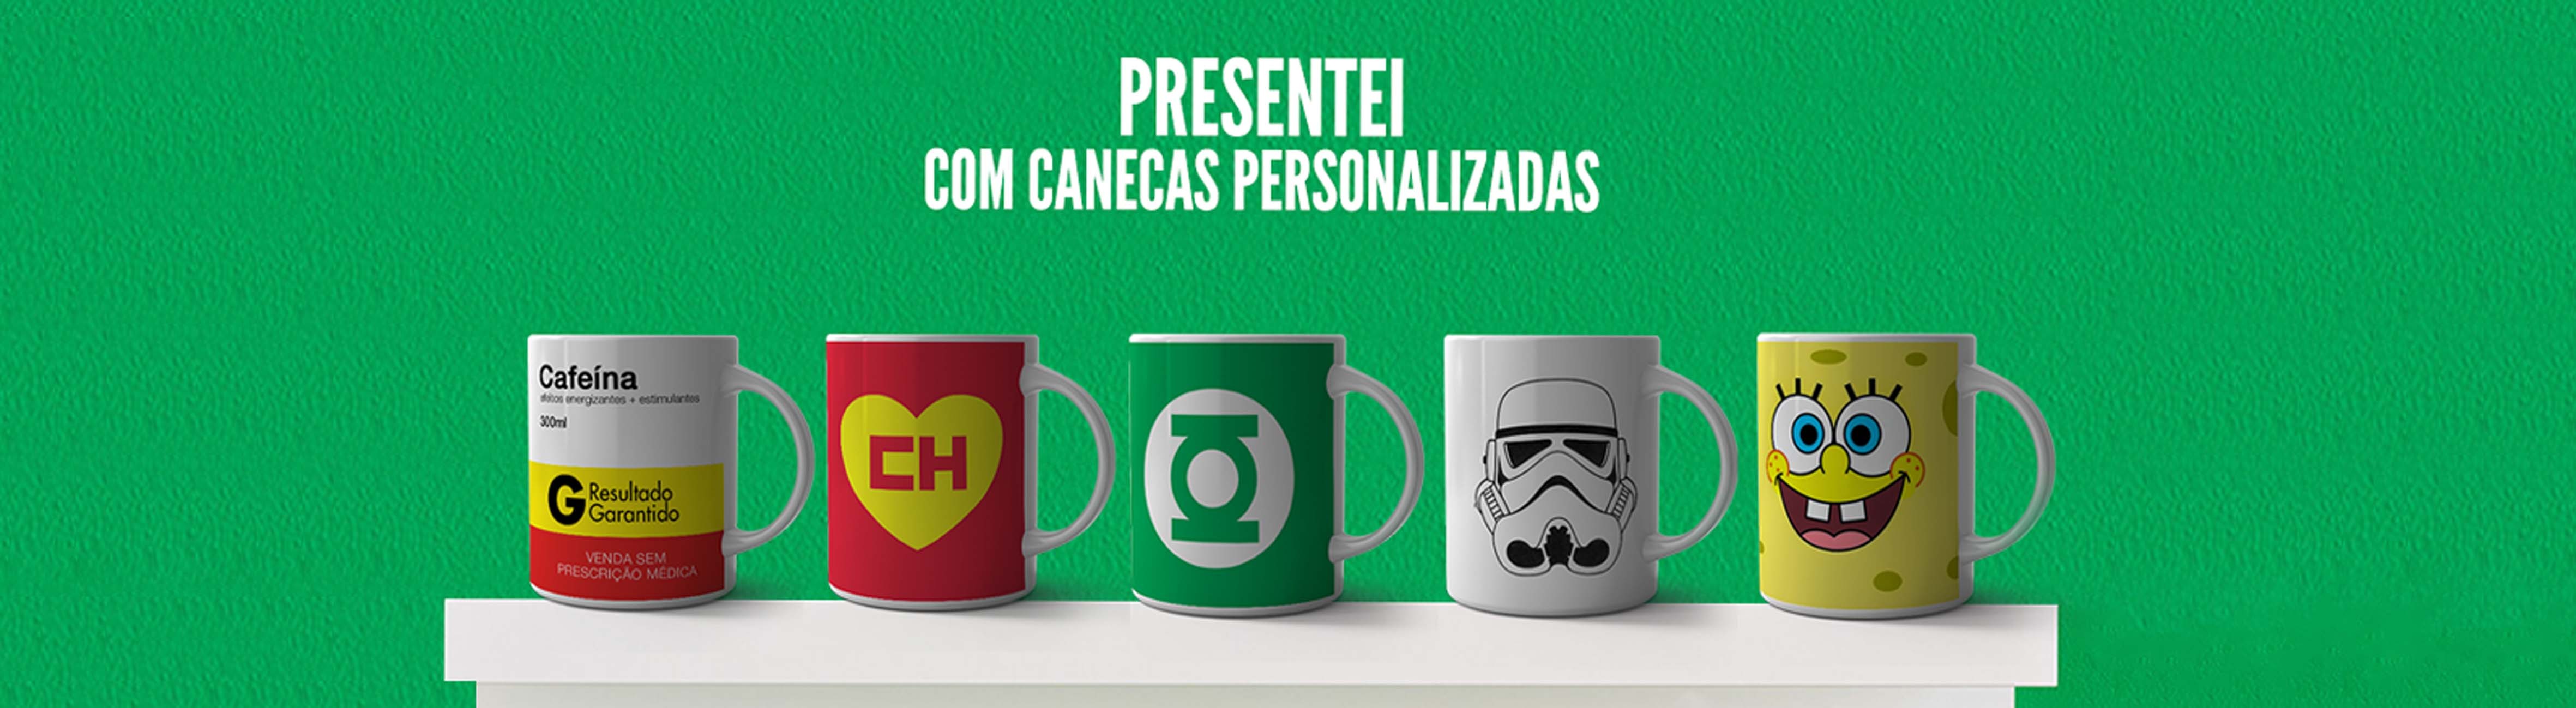 PRESENTEI
COM CANECAS PERSONALIZADAS
Cafeína
efeitos energizantes + estimulantes
300ml
G Resultado
Garantido
VENDA SEM
PRESCRIÇÃO MÉDICA
CH